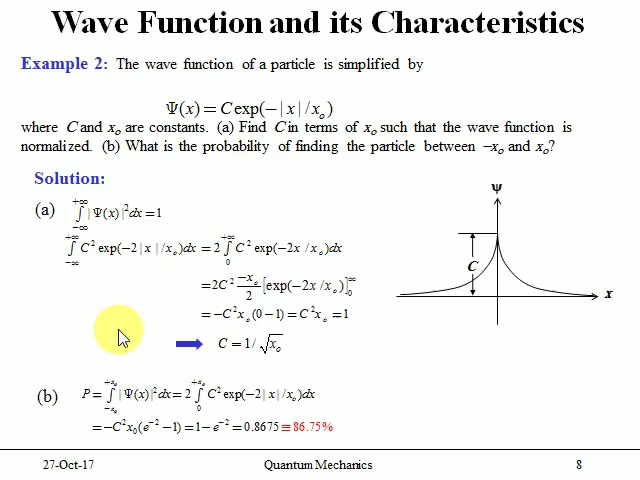 Wave Function and its Characteristics
Example 2: The wave function of a particle is simplified by
Ψ(x) = C exp(−| x | / xₒ)
where C and xₒ are constants. (a) Find C in terms of xₒ such that the wave function is
normalized. (b) What is the probability of finding the particle between −xₒ and xₒ?
Solution:
(a) ∫_{−∞}^{+∞} | Ψ(x) |² dx = 1
∫_{−∞}^{+∞} C² exp(−2 | x | / xₒ) dx = 2 ∫_{0}^{+∞} C² exp(−2x / xₒ) dx
= 2C² (−xₒ/2) [exp(−2x / xₒ)]_{0}^{∞}
= −C² xₒ (0 − 1) = C² xₒ = 1
C = 1 / √xₒ
Ψ
C
x
(b) P = ∫_{−xₒ}^{+xₒ} | Ψ(x) |² dx = 2 ∫_{0}^{+xₒ} C² exp(−2 | x | / xₒ) dx
= −C² x₀ (e⁻² − 1) = 1 − e⁻² = 0.8675 ≡ 86.75%
27-Oct-17 Quantum Mechanics 8